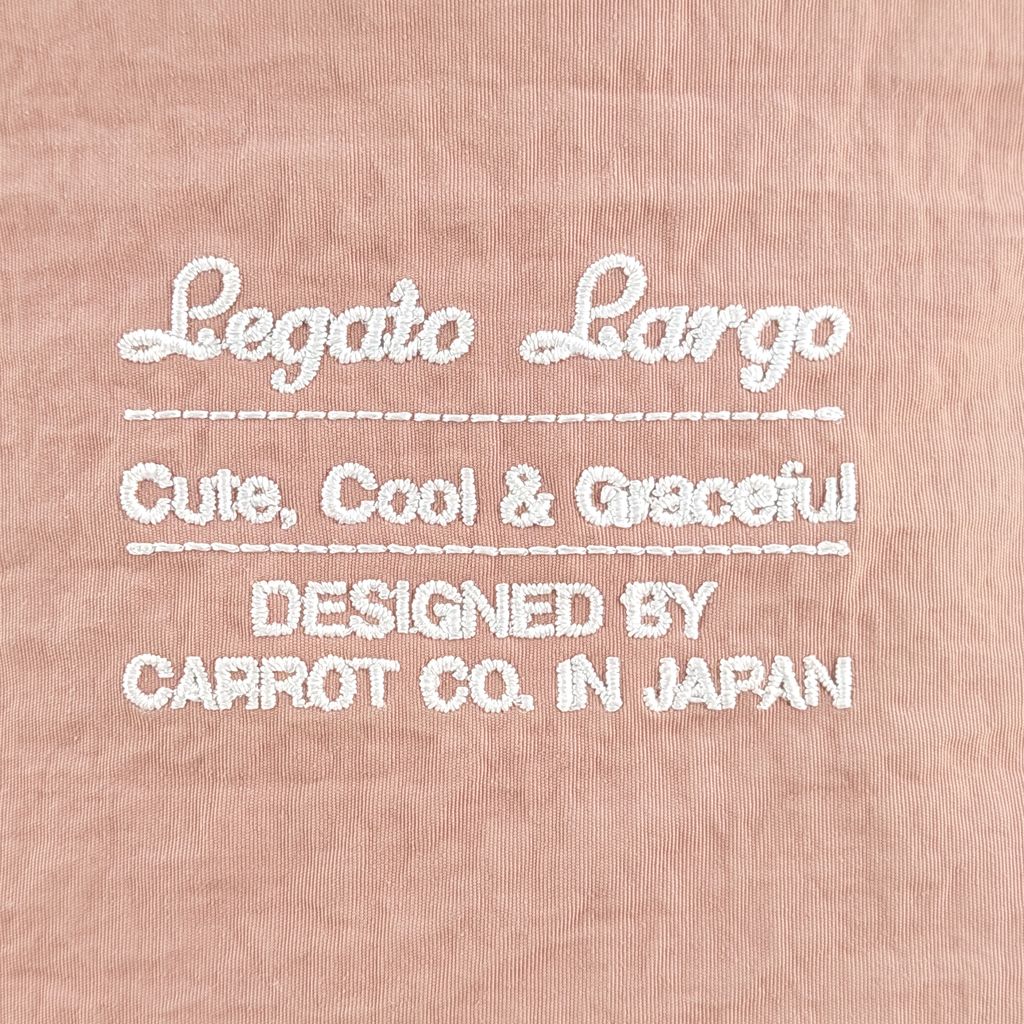 Legato Largo
Cute, Cool & Graceful
DESIGNED BY
CARROT CO. IN JAPAN